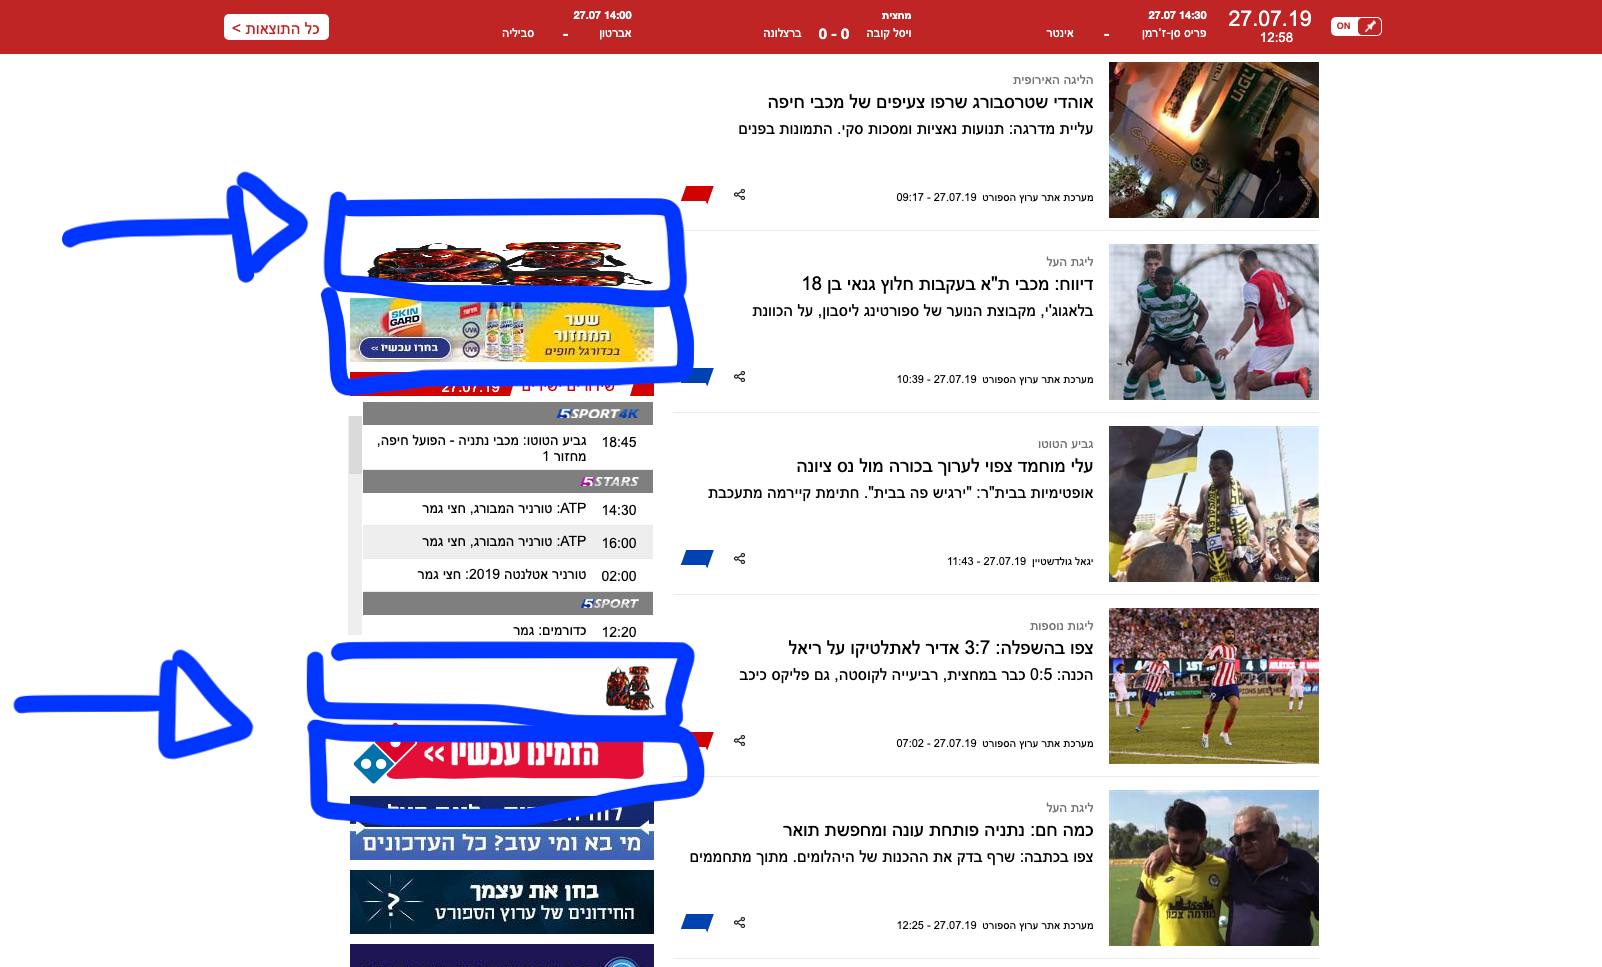 ON
27.07.19
12:58
27.07 14:30
פריס סן-ז'רמן - אינטר
מחצית
ויסל קובה 0 - 0 ברצלונה
27.07 14:00
אברטון - סביליה
כל התוצאות >
הליגה האירופית
אוהדי שטרסבורג שרפו צעיפים של מכבי חיפה
עליית מדרגה: תנועות נאציות ומסכות סקי. התמונות בפנים
מערכת אתר ערוץ הספורט 27.07.19 - 09:17
ליגת העל
דיווח: מכבי ת"א בעקבות חלוץ גנאי בן 18
בלאגוג'י, מקבוצת הנוער של ספורטינג ליסבון, על הכוונת
מערכת אתר ערוץ הספורט 27.07.19 - 10:39
גביע הטוטו
עלי מוחמד צפוי לערוך בכורה מול נס ציונה
אופטימיות בבית"ר: "ירגיש פה בבית". חתימת קיירמה מתעכבת
יגאל גולדשטיין 27.07.19 - 11:43
ליגות נוספות
צפו בהשפלה: 3:7 אדיר לאתלטיקו על ריאל
הכנה: 0:5 כבר במחצית, רביעייה לקוסטה, גם פליקס כיכב
מערכת אתר ערוץ הספורט 27.07.19 - 07:02
ליגת העל
כמה חם: נתניה פותחת עונה ומחפשת תואר
צפו בכתבה: שרף בדק את ההכנות של היהלומים. מתוך מתחממים
מערכת אתר ערוץ הספורט 27.07.19 - 12:25
SKIN GARD
חדש!
UVA
UVB
שער
המחזור
בכדורגל חופים
בחרו עכשיו >>
שידורים ישירים 27.07.19
5SPORT 4K
18:45 גביע הטוטו: מכבי נתניה - הפועל חיפה,
מחזור 1
5STARS
14:30 ATP: טורניר המבורג, חצי גמר
16:00 ATP: טורניר המבורג, חצי גמר
02:00 טורניר אטלנטה 2019: חצי גמר
5SPORT
12:20 כדורמים: גמר
הזמינו עכשיו >>
מי בא ומי עזב? כל העדכונים
בחן את עצמך
החידונים של ערוץ הספורט
?